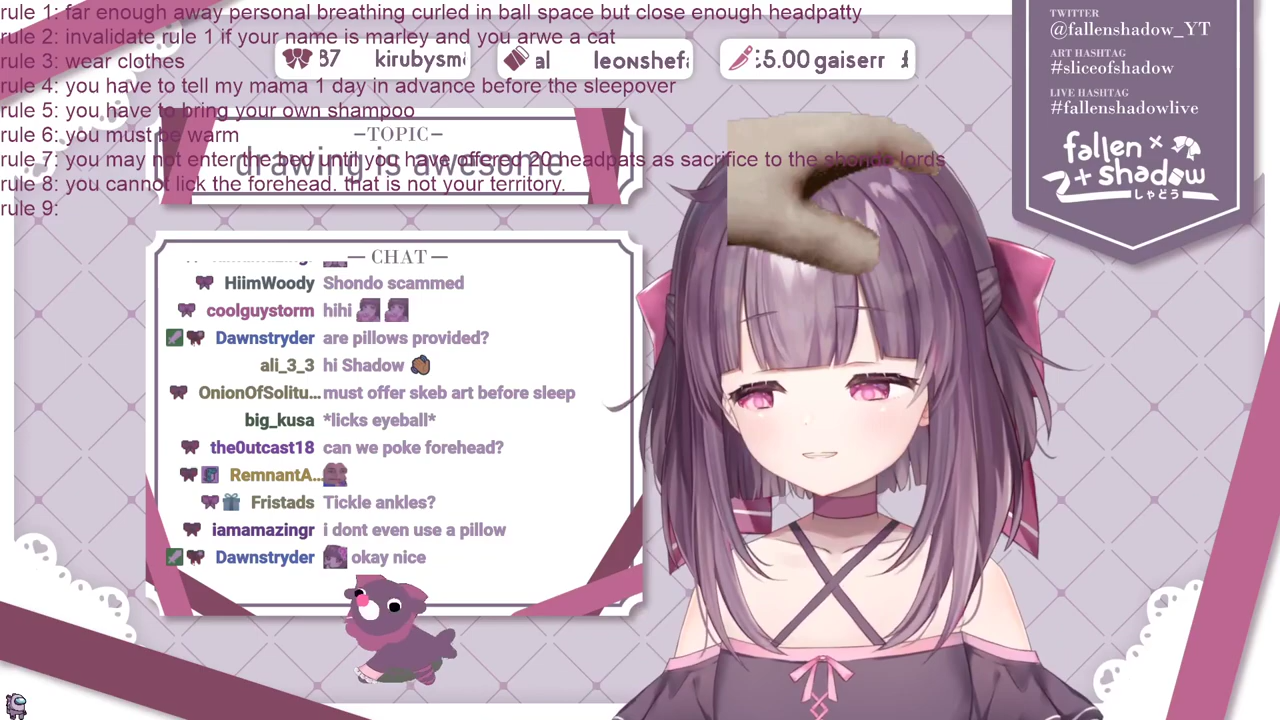 rule 1: far enough away personal breathing curled in ball space but close enough headpatty
rule 2: invalidate rule 1 if your name is marley and you arwe a cat
rule 3: wear clothes
rule 4: you have to tell my mama 1 day in advance before the sleepover
rule 5: you have to bring your own shampoo
rule 6: you must be warm
rule 7: you may not enter the bed until you have offered 20 headpats as sacrifice to the shondo lords
rule 8: you cannot lick the forehead. that is not your territory.
rule 9:
37 kirubysm
al leonshef
5.00 gaiserr £
TWITTER
@fallenshadow_YT
ART HASHTAG
#sliceofshadow
LIVE HASHTAG
#fallenshadowlive
fallen
shadow
しゃどう
–TOPIC–
drawing is awesome
— CHAT —
HiimWoody Shondo scammed
coolguystorm hihi
Dawnstryder are pillows provided?
ali_3_3 hi Shadow
OnionOfSolitu... must offer skeb art before sleep
big_kusa *licks eyeball*
the0utcast18 can we poke forehead?
RemnantA...
Fristads Tickle ankles?
iamamazingr i dont even use a pillow
Dawnstryder okay nice